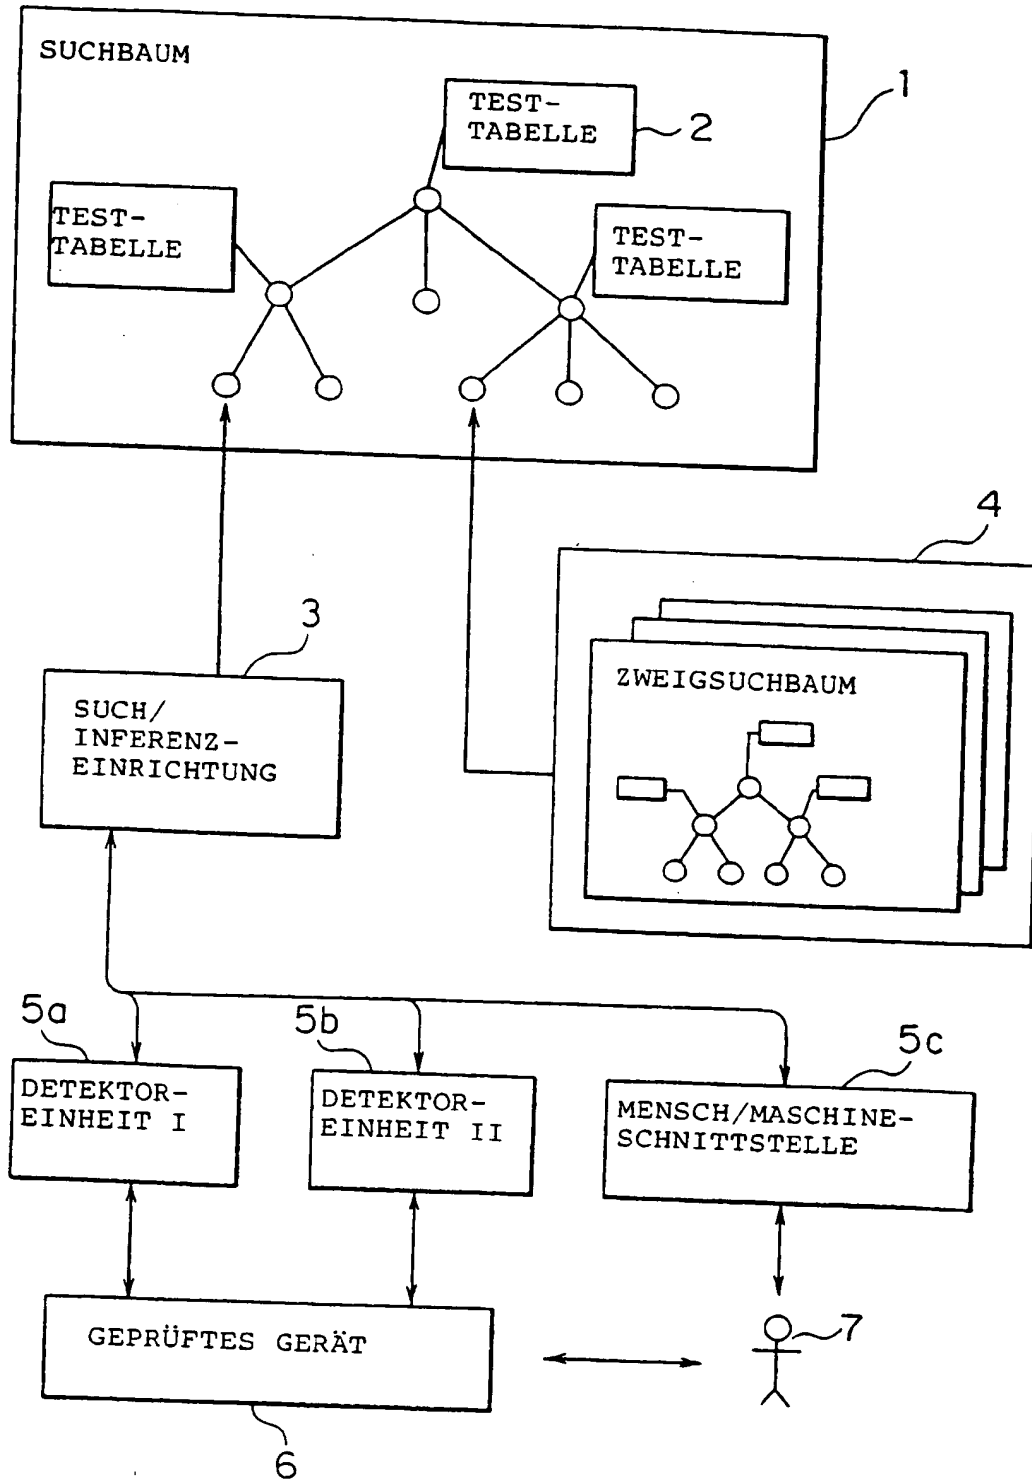 SUCHBAUM
1
TEST-
TABELLE
2
TEST-
TABELLE
TEST-
TABELLE
4
3
ZWEIGSUCHBAUM
SUCH/
INFERENZ-
EINRICHTUNG
5a
5b
5c
DETEKTOR-
EINHEIT I
DETEKTOR-
EINHEIT II
MENSCH/MASCHINE-
SCHNITTSTELLE
7
GEPRÜFTES GERÄT
6